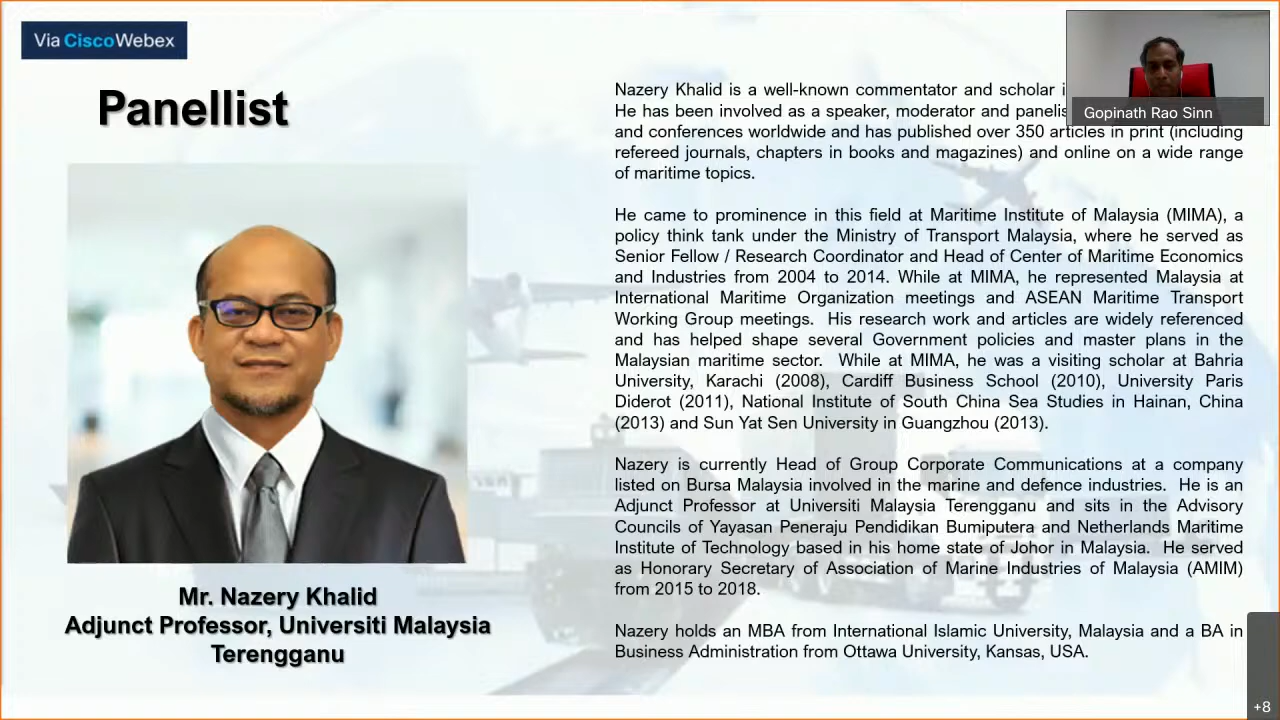 Via CiscoWebex
Panellist
Mr. Nazery Khalid
Adjunct Professor, Universiti Malaysia
Terengganu
Nazery Khalid is a well-known commentator and scholar
He has been involved as a speaker, moderator and
and conferences worldwide and has published over 350 articles in print (including
refereed journals, chapters in books and magazines) and online on a wide range
of maritime topics.
He came to prominence in this field at Maritime Institute of Malaysia (MIMA), a
policy think tank under the Ministry of Transport Malaysia, where he served as
Senior Fellow / Research Coordinator and Head of Center of Maritime Economics
and Industries from 2004 to 2014. While at MIMA, he represented Malaysia at
International Maritime Organization meetings and ASEAN Maritime Transport
Working Group meetings. His research work and articles are widely referenced
and has helped shape several Government policies and master plans in the
Malaysian maritime sector. While at MIMA, he was a visiting scholar at Bahria
University, Karachi (2008), Cardiff Business School (2010), University Paris
Diderot (2011), National Institute of South China Sea Studies in Hainan, China
(2013) and Sun Yat Sen University in Guangzhou (2013).
Nazery is currently Head of Group Corporate Communications at a company
listed on Bursa Malaysia involved in the marine and defence industries. He is an
Adjunct Professor at Universiti Malaysia Terengganu and sits in the Advisory
Councils of Yayasan Peneraju Pendidikan Bumiputera and Netherlands Maritime
Institute of Technology based in his home state of Johor in Malaysia. He served
as Honorary Secretary of Association of Marine Industries of Malaysia (AMIM)
from 2015 to 2018.
Nazery holds an MBA from International Islamic University, Malaysia and a BA in
Business Administration from Ottawa University, Kansas, USA.
Gopinath Rao Sinn
+8